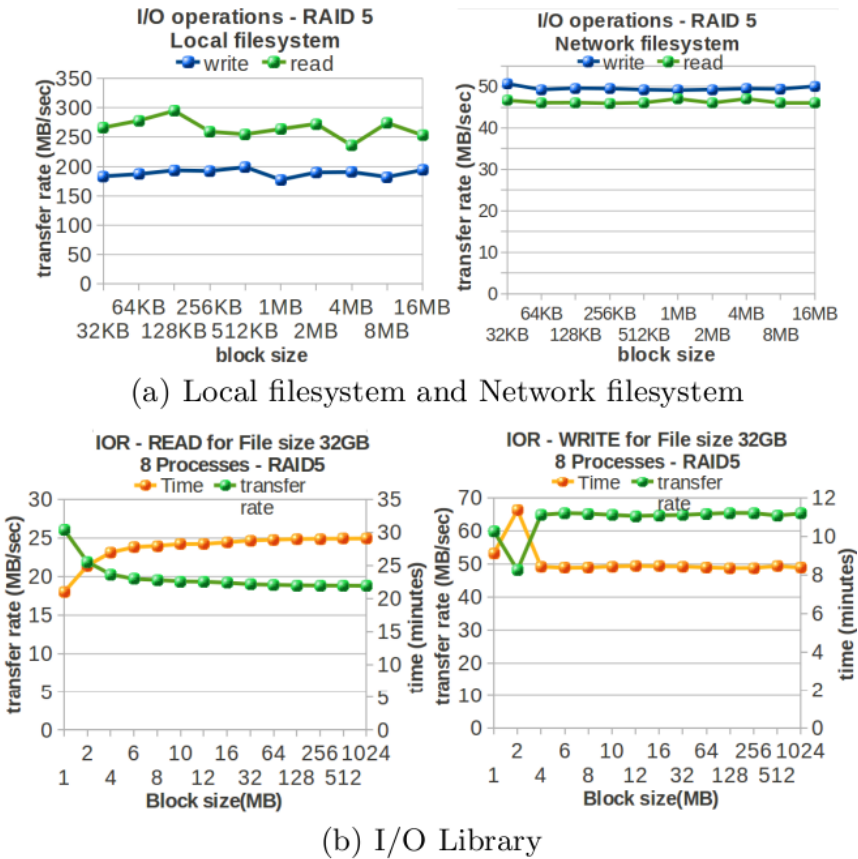 I/O operations - RAID 5
Local filesystem
write read
350
300
250
200
150
100
50
0
transfer rate (MB/sec)
64KB 256KB 1MB 4MB 16MB
32KB 128KB 512KB 2MB 8MB
block size
I/O operations - RAID 5
Network filesystem
write read
50
50
40
30
20
10
0
transfer rate (MB/sec)
64KB 256KB 1MB 4MB 16MB
32KB 128KB 512KB 2MB 8MB
block size
(a) Local filesystem and Network filesystem
IOR - READ for File size 32GB
8 Processes - RAID5
Time transfer
rate
30
25
20
15
10
5
0
transfer rate (MB/sec)
35
30
25
20
15
10
5
0
time (minutes)
2 6 10 16 64 256 1024
1 4 8 12 32 128 512
Block size(MB)
IOR - WRITE for File size 32GB
8 Processes - RAID5
Time transfer
rate
70
60
50
40
30
20
10
0
transfer rate (MB/sec)
12
10
8
6
4
2
0
time (minutes)
2 6 10 16 64 256 1024
1 4 8 12 32 128 512
Block size(MB)
(b) I/O Library